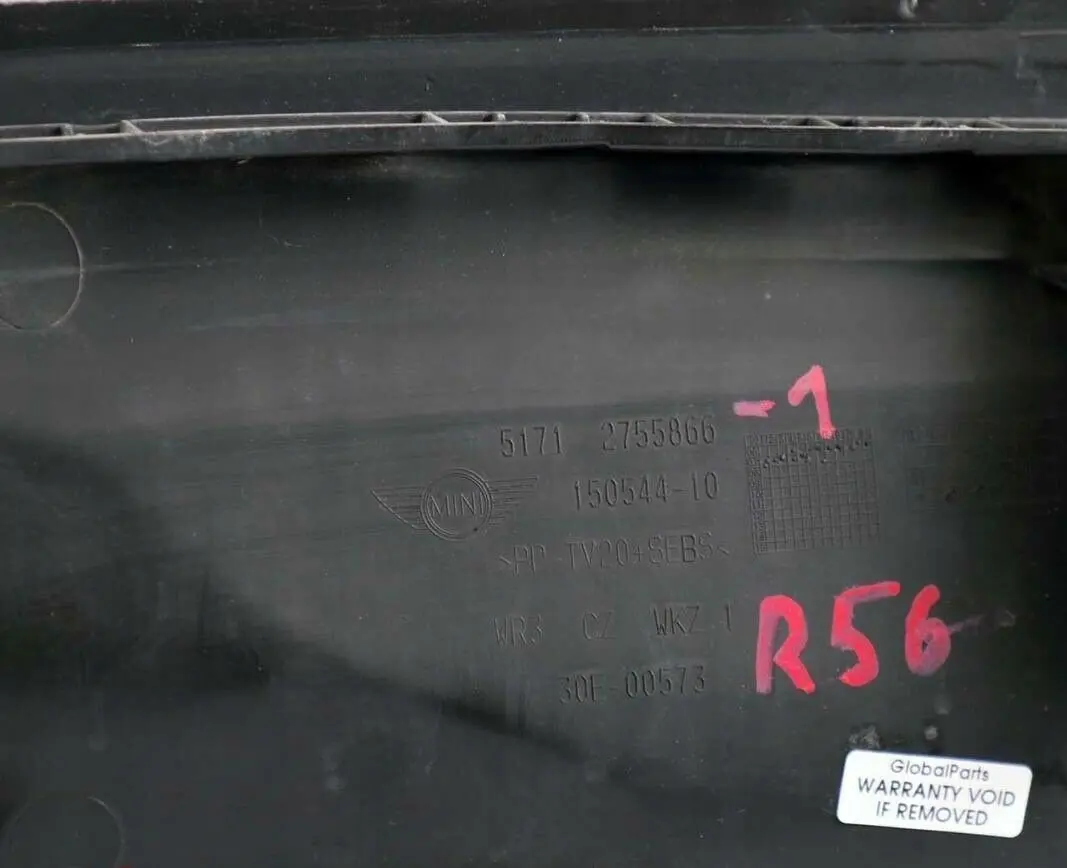 -1
5171 2755866
MINI
150544-10
>PP-TV20+SEBS<
WR3 CZ WKZ 1
R56
30F-00573
GlobalParts
WARRANTY VOID
IF REMOVED